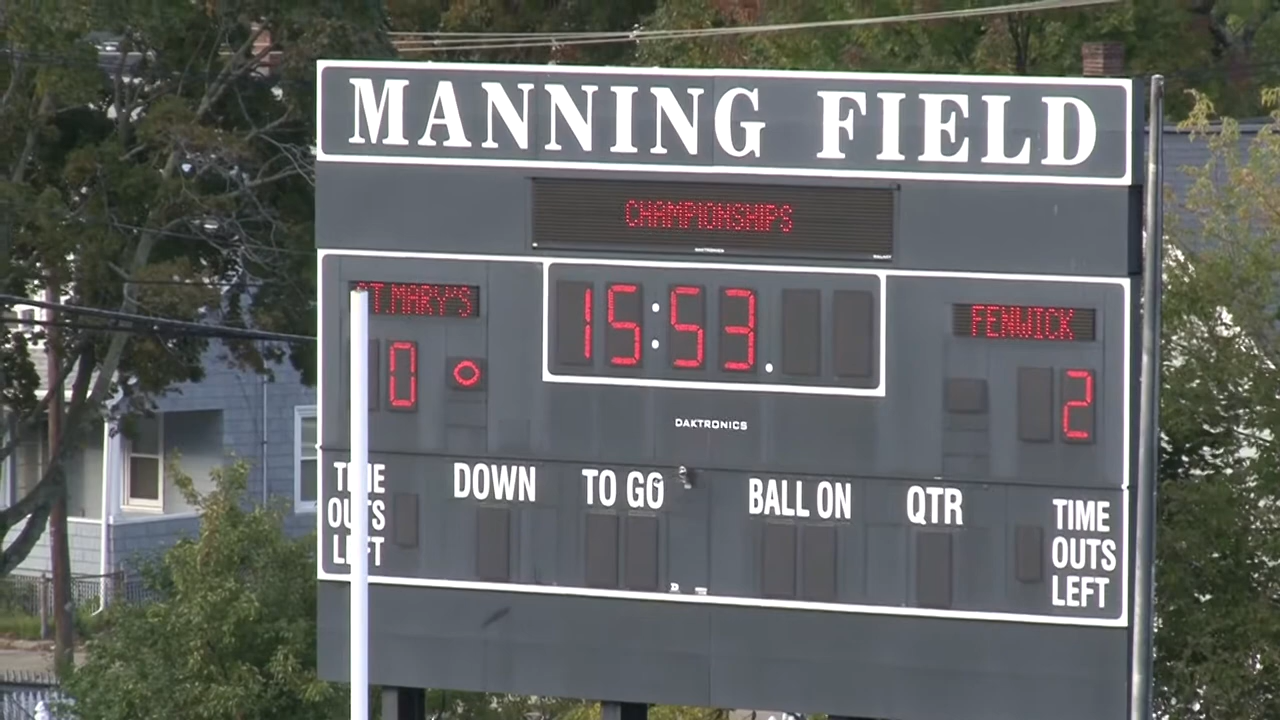 MANNING FIELD
CHAMPIONSHIPS
DAKTRONICS
ST.MARY'S
15:53.
FENWICK
0
2
DAKTRONICS
TIME OUTS LEFT
DOWN
TO GO
BALL ON
QTR
TIME OUTS LEFT